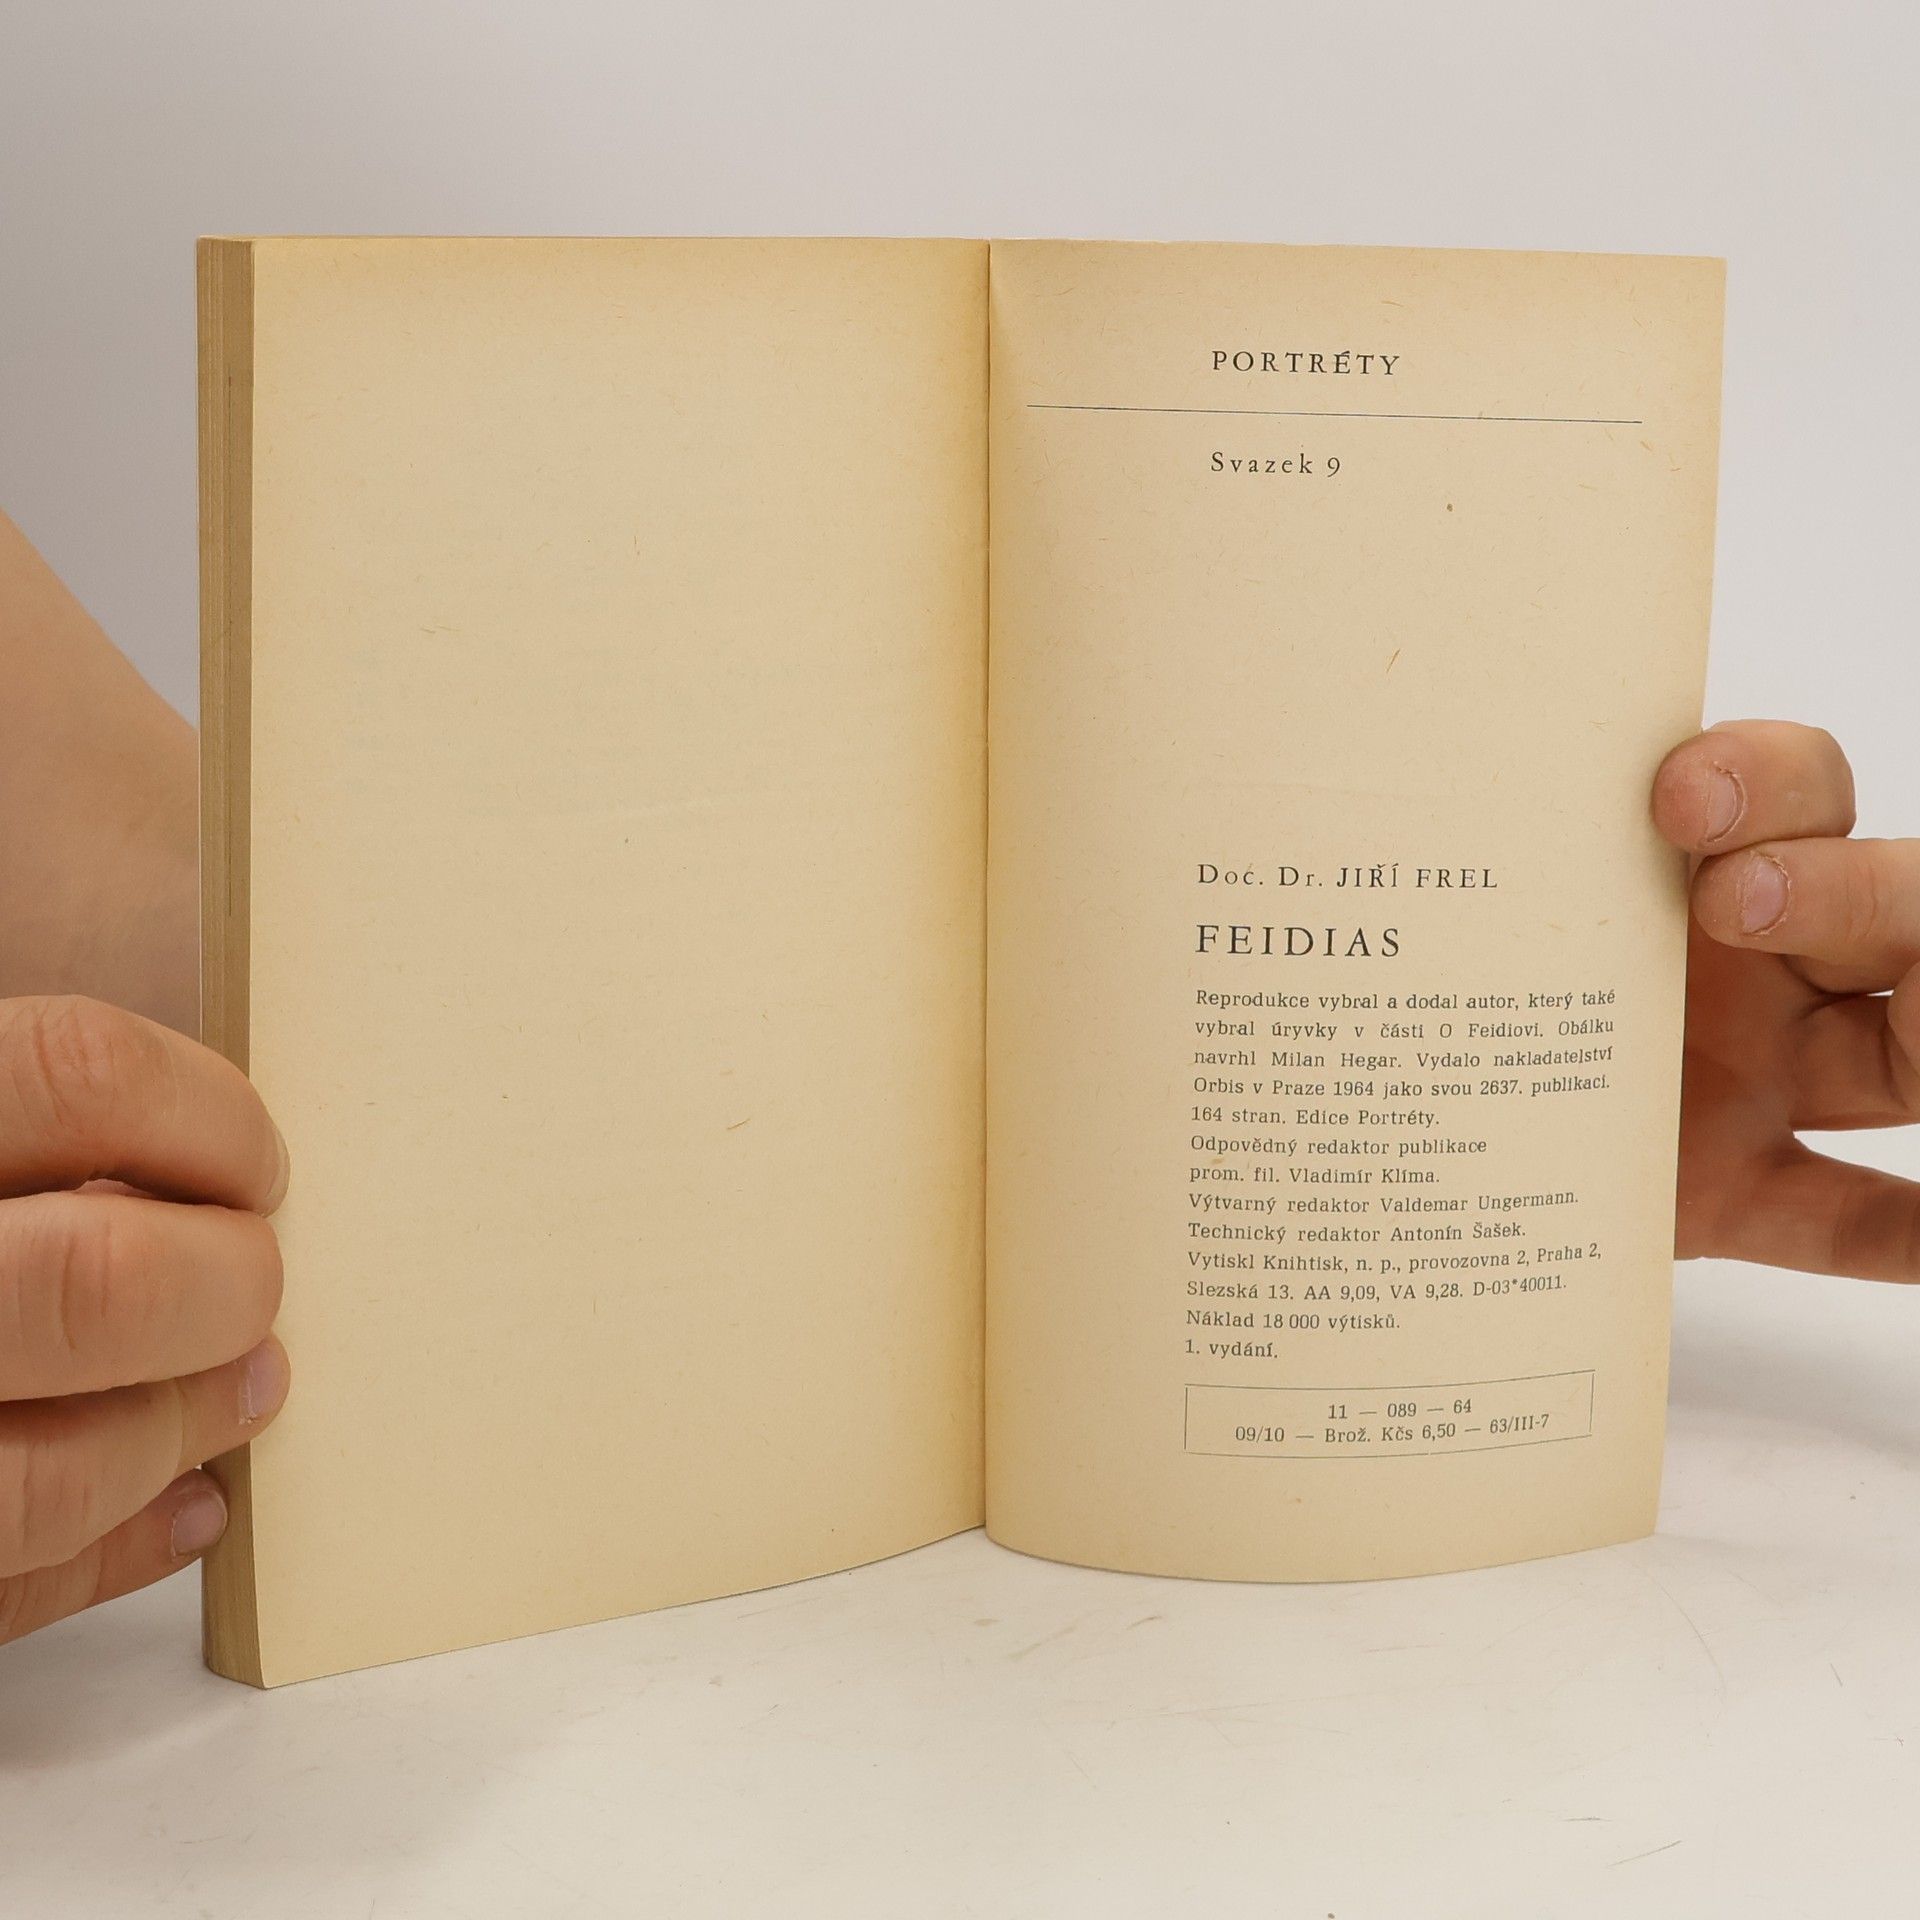 PORTRÉTY
Svazek 9
Doc. Dr. JIŘÍ FREL
FEIDIAS
Reprodukce vybral a dodal autor, který také
vybral úryvky v části O Feidiovi. Obálku
navrhl Milan Hegar. Vydalo nakladatelství
Orbis v Praze 1964 jako svou 2637. publikaci.
164 stran. Edice Portréty.
Odpovědný redaktor publikace
prom. fil. Vladimír Klíma.
Výtvarný redaktor Valdemar Ungermann.
Technický redaktor Antonín Šašek.
Vytiskl Knihtisk, n. p., provozovna 2, Praha 2,
Slezská 13. AA 9,09, VA 9,28. D-03*40011.
Náklad 18 000 výtisků.
1. vydání.
11 — 089 — 64
09/10 — Brož. Kčs 6,50 — 63/III-7